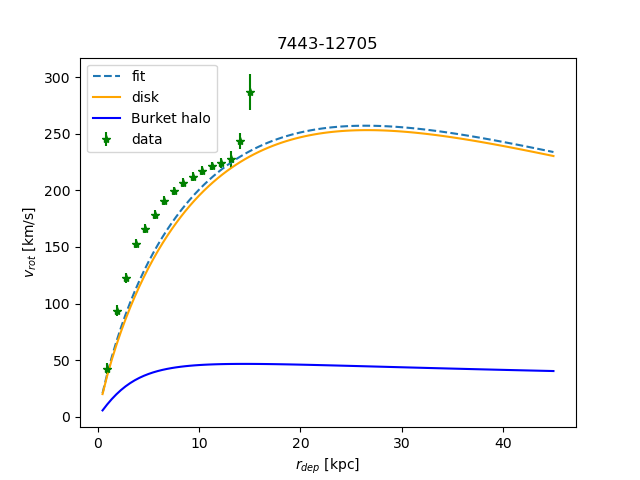 7443-12705
fit
disk
Burket halo
data
v_rot [km/s]
300
250
200
150
100
50
0
0 10 20 30 40
r_dep [kpc]